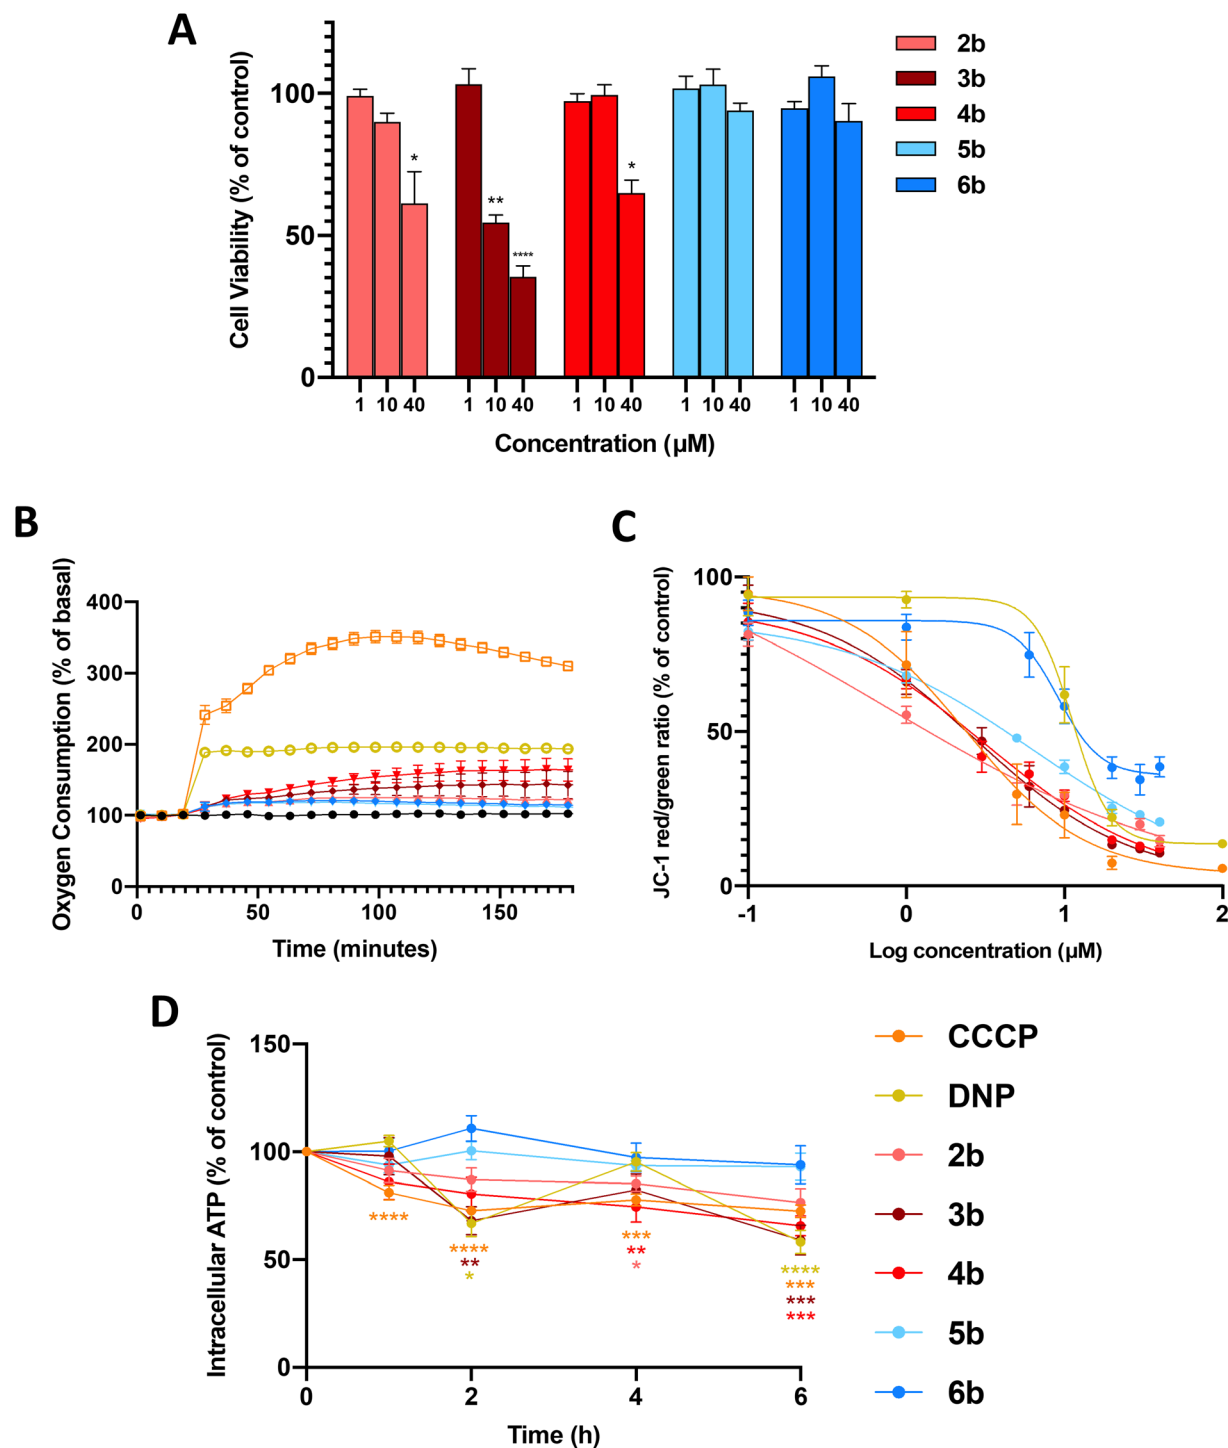 A
Cell Viability (% of control)
100
50
0
*
**
****
*
1 10 40 1 10 40 1 10 40 1 10 40 1 10 40
Concentration (µM)
2b
3b
4b
5b
6b
B
Oxygen Consumption (% of basal)
400
300
200
100
0
0 50 100 150
Time (minutes)
C
JC-1 red/green ratio (% of control)
100
50
0
-1 0 1 2
Log concentration (µM)
D
Intracellular ATP (% of control)
150
100
50
0
****
****
**
*
***
**
*
****
***
***
***
0 2 4 6
Time (h)
CCCP
DNP
2b
3b
4b
5b
6b